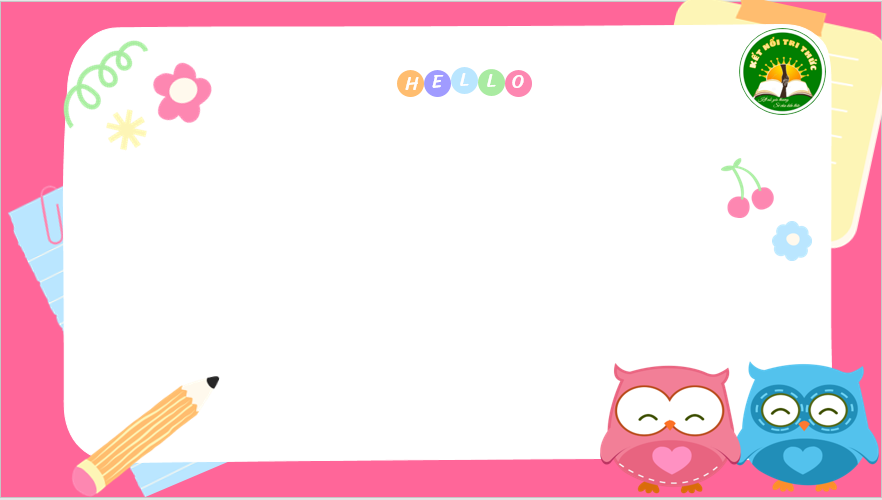 HELLO
KẾT NỐI TRI THỨC